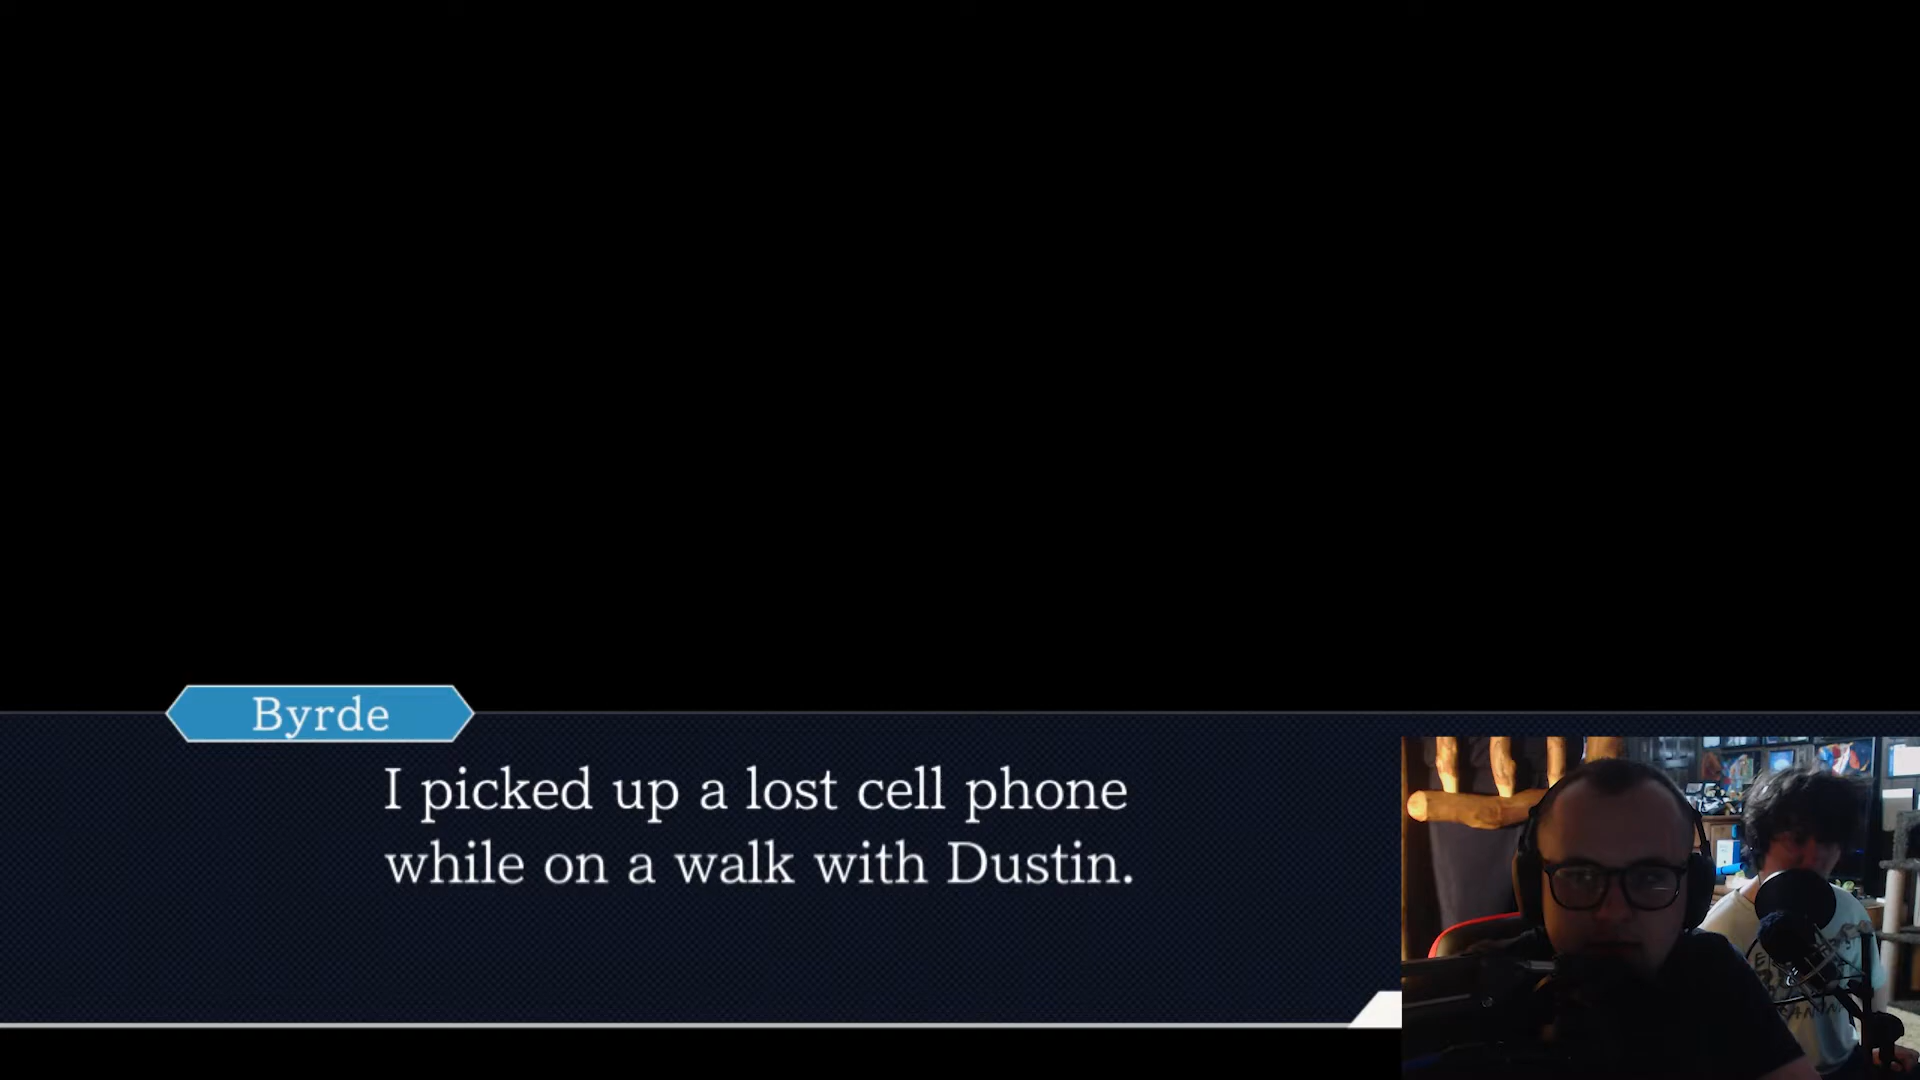 Byrde
I picked up a lost cell phone
while on a walk with Dustin.